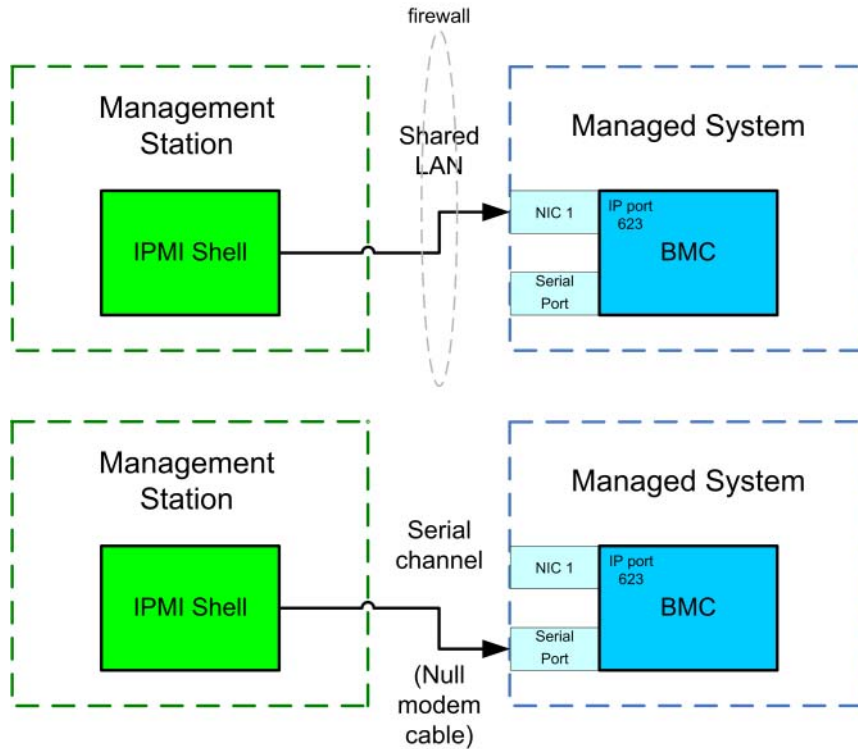 firewall
Management
Station
Shared
LAN
Managed System
IPMI Shell
NIC 1
IP port
623
BMC
Serial
Port
Management
Station
Managed System
Serial
channel
IPMI Shell
NIC 1
IP port
623
BMC
Serial
Port
(Null
modem
cable)